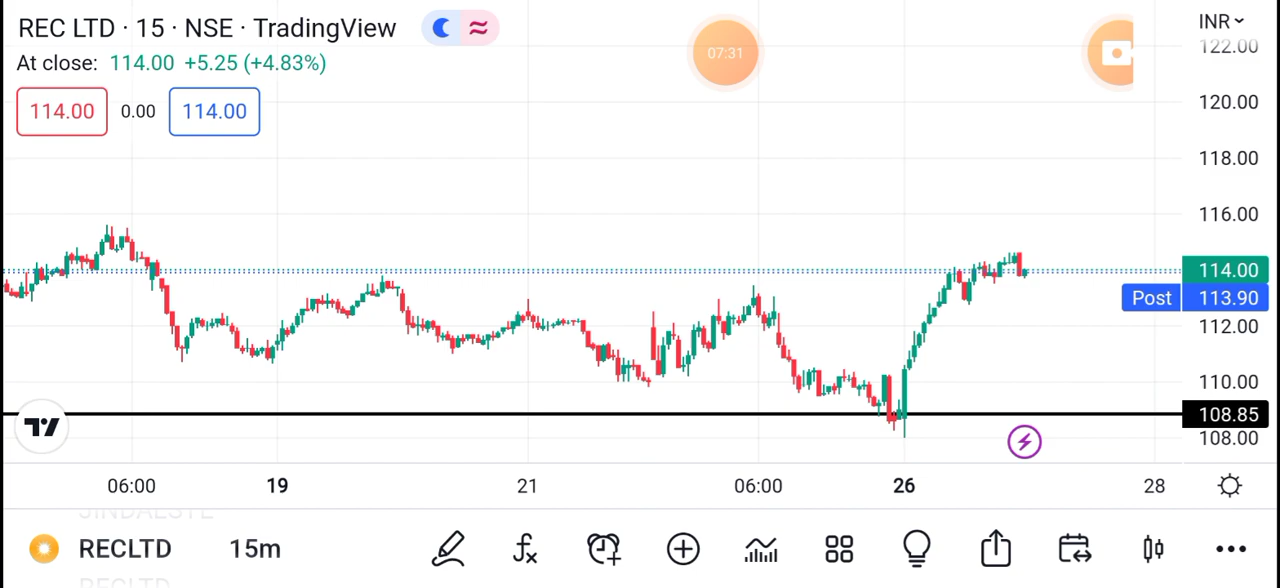 REC LTD · 15 · NSE · TradingView
At close: 114.00 +5.25 (+4.83%)
114.00 0.00 114.00
07:31
INR
122.00
120.00
118.00
116.00
114.00
Post 113.90
112.00
110.00
108.85
108.00
06:00 19 21 06:00 26 28
RECLTD 15m
RECLTD